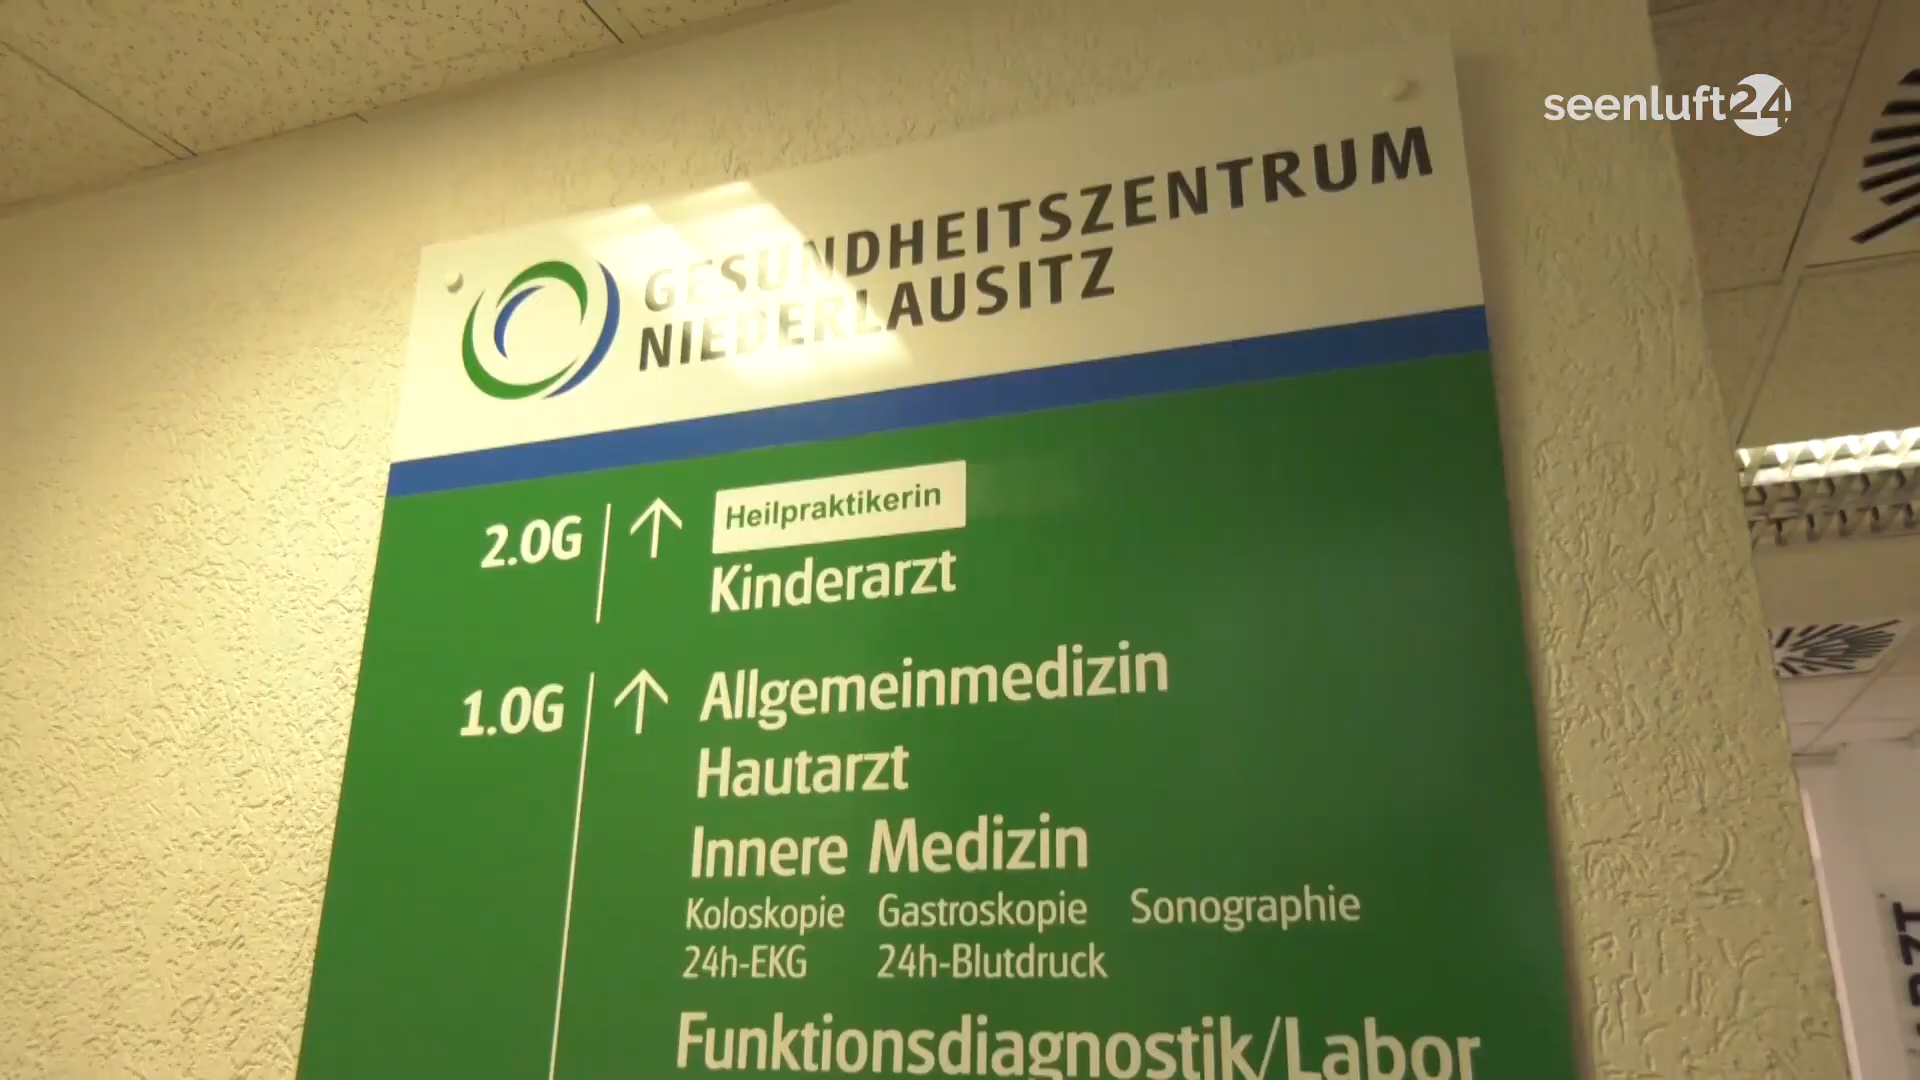 seenluft24
GESUNDHEITSZENTRUM
NIEDERLAUSITZ
2.OG
Heilpraktikerin
Kinderarzt
1.OG
Allgemeinmedizin
Hautarzt
Innere Medizin
Koloskopie Gastroskopie Sonographie
24h-EKG 24h-Blutdruck
Funktionsdiagnostik/Labor